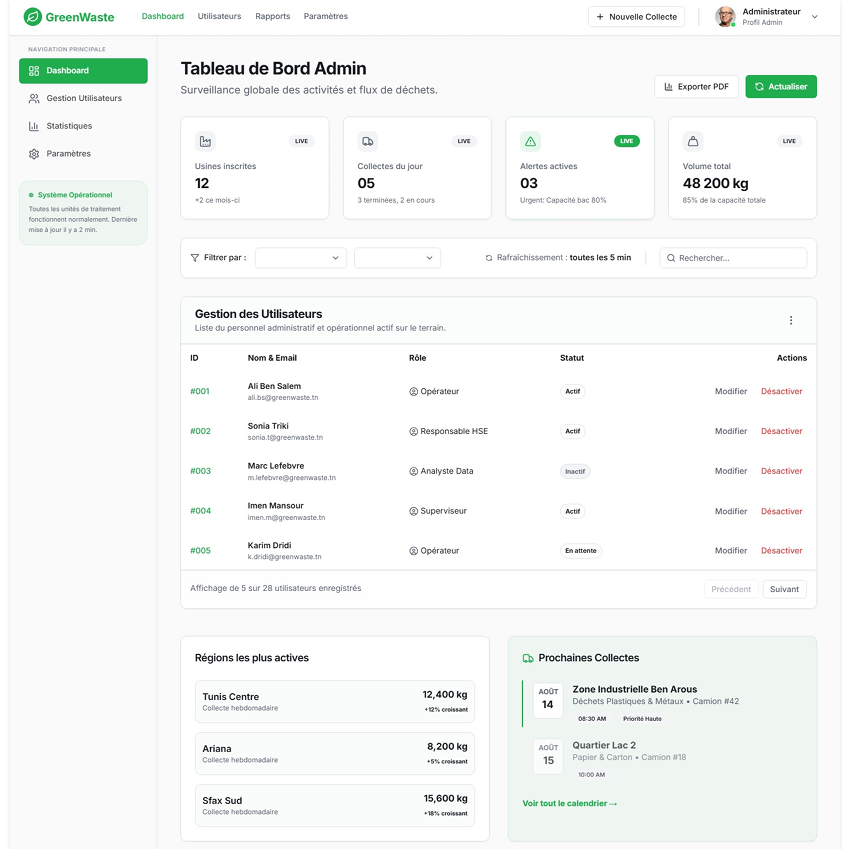 GreenWaste
Dashboard Utilisateurs Rapports Paramètres
+ Nouvelle Collecte
Administrateur
Profil Admin
NAVIGATION PRINCIPALE
Dashboard
Gestion Utilisateurs
Statistiques
Paramètres
Système Opérationnel
Toutes les unités de traitement
fonctionnent normalement. Dernière
mise à jour il y a 2 min.
Tableau de Bord Admin
Surveillance globale des activités et flux de déchets.
Exporter PDF
Actualiser
LIVE
Usines inscrites
12
+2 ce mois-ci
LIVE
Collectes du jour
05
3 terminées, 2 en cours
LIVE
Alertes actives
03
Urgent: Capacité bac 80%
LIVE
Volume total
48 200 kg
85% de la capacité totale
Filtrer par :
Rafraîchissement : toutes les 5 min
Rechercher...
Gestion des Utilisateurs
Liste du personnel administratif et opérationnel actif sur le terrain.
ID Nom & Email Rôle Statut Actions
#001 Ali Ben Salem Opérateur Actif Modifier Désactiver
ali.bs@greenwaste.tn
#002 Sonia Triki Responsable HSE Actif Modifier Désactiver
sonia.t@greenwaste.tn
#003 Marc Lefebvre Analyste Data Inactif Modifier Désactiver
m.lefebvre@greenwaste.tn
#004 Imen Mansour Superviseur Actif Modifier Désactiver
imen.m@greenwaste.tn
#005 Karim Dridi Opérateur En attente Modifier Désactiver
k.dridi@greenwaste.tn
Affichage de 5 sur 28 utilisateurs enregistrés
Précédent Suivant
Régions les plus actives
Tunis Centre 12,400 kg
Collecte hebdomadaire +12% croissant
Ariana 8,200 kg
Collecte hebdomadaire +5% croissant
Sfax Sud 15,600 kg
Collecte hebdomadaire +18% croissant
Prochaines Collectes
AOÛT
14
Zone Industrielle Ben Arous
Déchets Plastiques & Métaux • Camion #42
08:30 AM Priorité Haute
AOÛT
15
Quartier Lac 2
Papier & Carton • Camion #18
10:00 AM
Voir tout le calendrier →